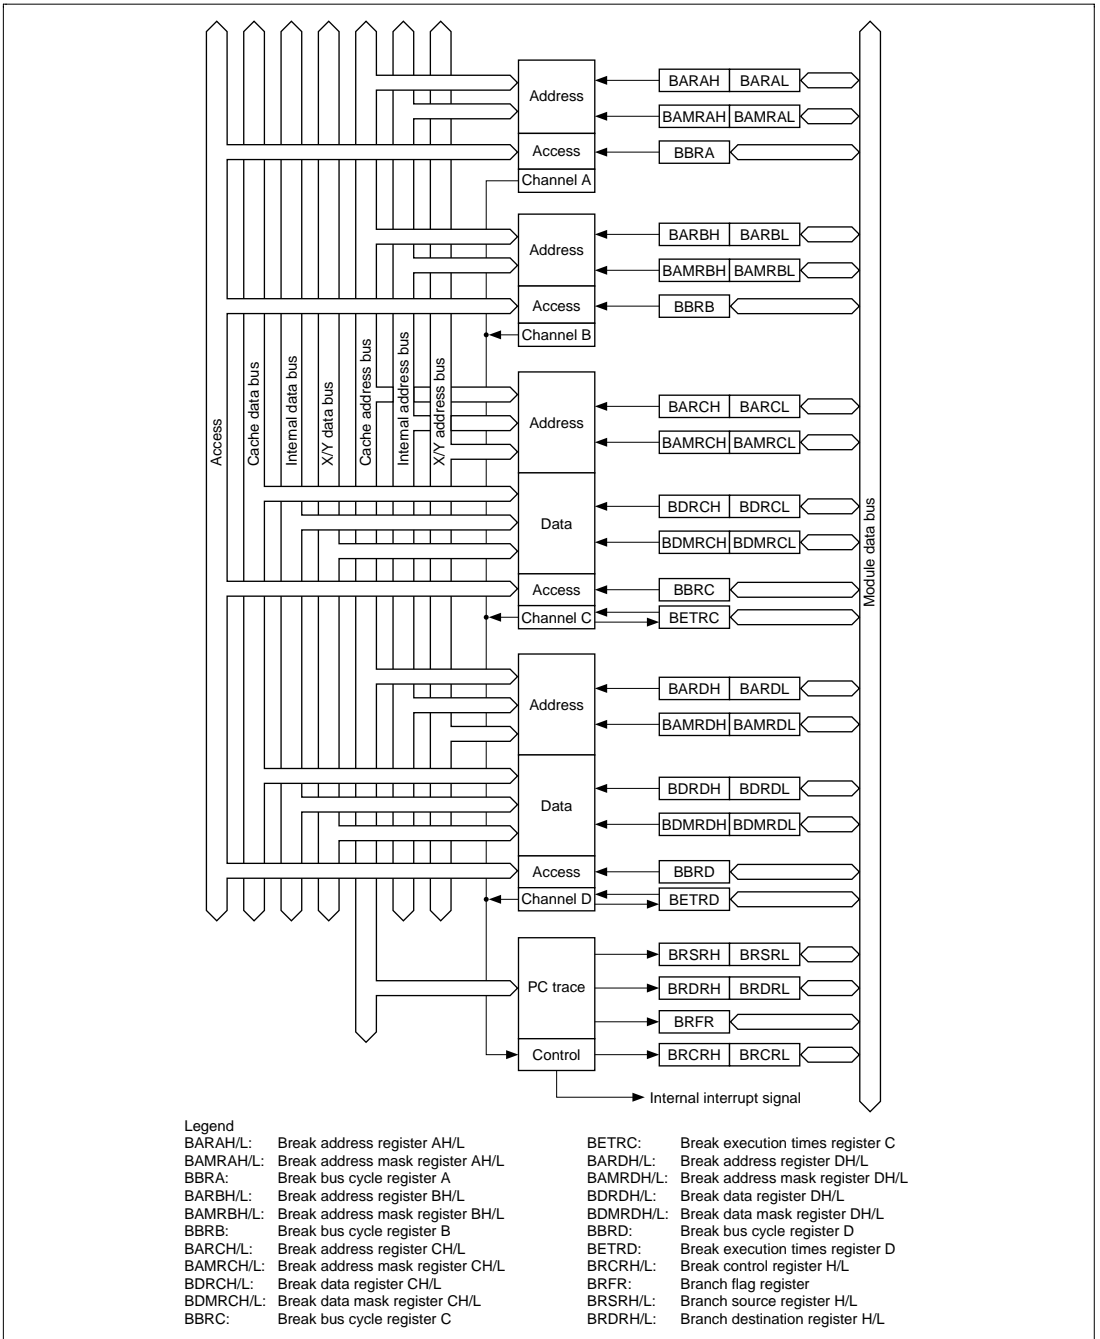 Address
BARAH BARAL
BAMRAH BAMRAL
Access
BBRA
Channel A
Address
BARBH BARBL
BAMRBH BAMRBL
Access
BBRB
Channel B
Access
Cache data bus
Internal data bus
X/Y data bus
Cache address bus
Internal address bus
X/Y address bus
Module data bus
Address
BARCH BARCL
BAMRCH BAMRCL
Data
BDRCH BDRCL
BDMRCH BDMRCL
Access
BBRC
Channel C
BETRC
Address
BARDH BARDL
BAMRDH BAMRDL
Data
BDRDH BDRDL
BDMRDH BDMRDL
Access
BBRD
Channel D
BETRD
PC trace
BRSRH BRSRL
BRDRH BRDRL
BRFR
Control
BRCRH BRCRL
Internal interrupt signal
Legend
BARAH/L: Break address register AH/L
BAMRAH/L: Break address mask register AH/L
BBRA: Break bus cycle register A
BARBH/L: Break address register BH/L
BAMRBH/L: Break address mask register BH/L
BBRB: Break bus cycle register B
BARCH/L: Break address register CH/L
BAMRCH/L: Break address mask register CH/L
BDRCH/L: Break data register CH/L
BDMRCH/L: Break data mask register CH/L
BBRC: Break bus cycle register C
BETRC: Break execution times register C
BARDH/L: Break address register DH/L
BAMRDH/L: Break address mask register DH/L
BDRDH/L: Break data register DH/L
BDMRDH/L: Break data mask register DH/L
BBRD: Break bus cycle register D
BETRD: Break execution times register D
BRCRH/L: Break control register H/L
BRFR: Branch flag register
BRSRH/L: Branch source register H/L
BRDRH/L: Branch destination register H/L